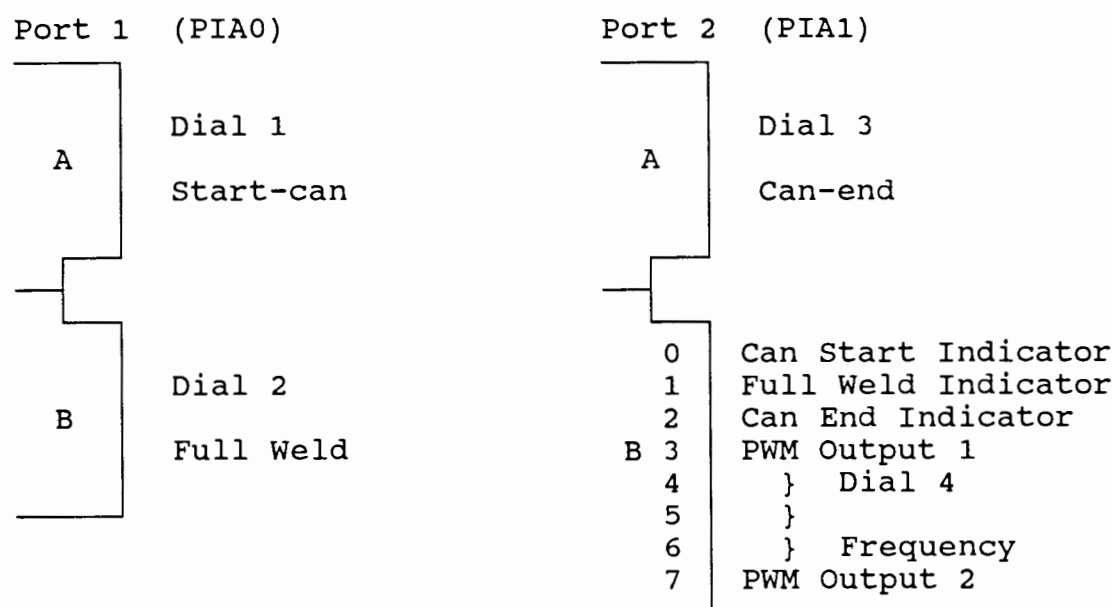 Port 1 (PIA0)
A
Dial 1
Start-can
B
Dial 2
Full Weld
Port 2 (PIA1)
A
Dial 3
Can-end
B
0 Can Start Indicator
1 Full Weld Indicator
2 Can End Indicator
3 PWM Output 1
4 } Dial 4
5 }
6 } Frequency
7 PWM Output 2